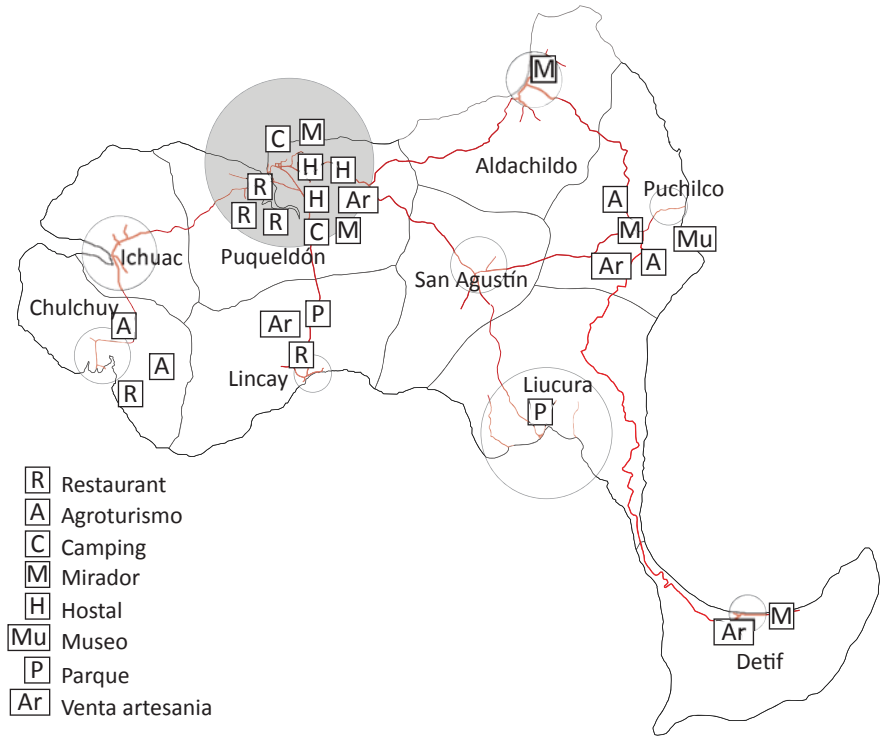 M
Aldachildo
C
M
H
H
R
H
Ar
R
R
C
M
Puqueldón
A
Puchilco
M
Mu
Ar
A
Ichuac
San Agustín
Chulchuy
A
A
R
P
Ar
R
Lincay
Liucura
P
M
Ar
Detif
R Restaurant
A Agroturismo
C Camping
M Mirador
H Hostal
Mu Museo
P Parque
Ar Venta artesania